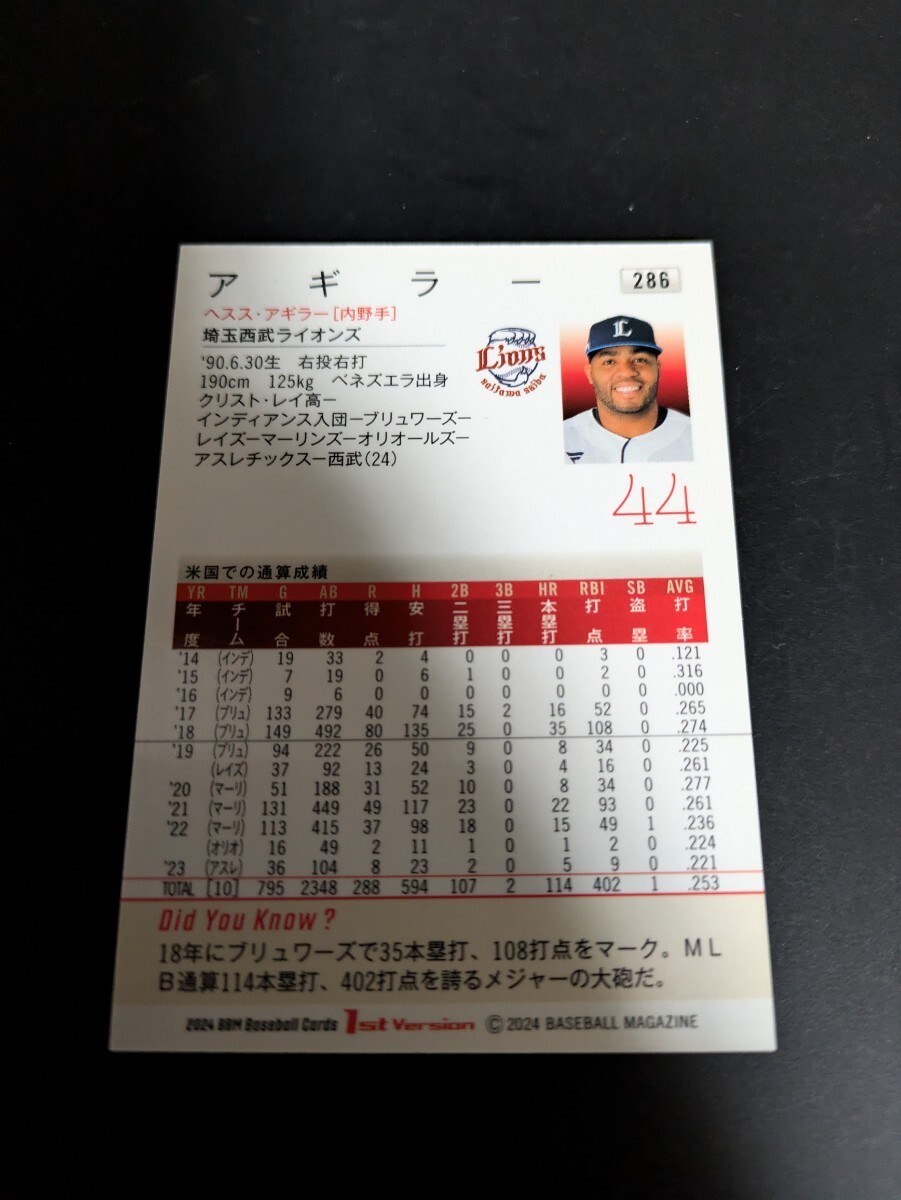 アギラー
286
ヘスス・アギラー[内野手]
埼玉西武ライオンズ
'90.6.30生 右投右打
190cm 125kg ベネズエラ出身
クリスト・レイ高ー
インディアンス入団ーブリュワーズー
レイズーマーリンズーオリオールズー
アスレチックスー西武(24)
Lions
saitama seibu
L
44
米国での通算成績
YR TM G AB R H 2B 3B HR RBI SB AVG
年度 チーム 試合 打数 得点 安打 二塁打 三塁打 本塁打 打点 盗塁 打率
'14 (インデ) 19 33 2 4 0 0 0 3 0 .121
'15 (インデ) 7 19 0 6 1 0 0 2 0 .316
'16 (インデ) 9 6 0 0 0 0 0 0 0 .000
'17 (ブリュ) 133 279 40 74 15 2 16 52 0 .265
'18 (ブリュ) 149 492 80 135 25 0 35 108 0 .274
'19 (ブリュ) 94 222 26 50 9 0 8 34 0 .225
(レイズ) 37 92 13 24 3 0 4 16 0 .261
'20 (マーリ) 51 188 31 52 10 0 8 34 0 .277
'21 (マーリ) 131 449 49 117 23 0 22 93 0 .261
'22 (マーリ) 113 415 37 98 18 0 15 49 1 .236
(オリオ) 16 49 2 11 1 0 1 2 0 .224
'23 (アスレ) 36 104 8 23 2 0 5 9 0 .221
TOTAL [10] 795 2348 288 594 107 2 114 402 1 .253
Did You Know?
18年にブリュワーズで35本塁打、108打点をマーク。ML
B通算114本塁打、402打点を誇るメジャーの大砲だ。
2024 BBM Baseball Cards 1st Version ©2024 BASEBALL MAGAZINE